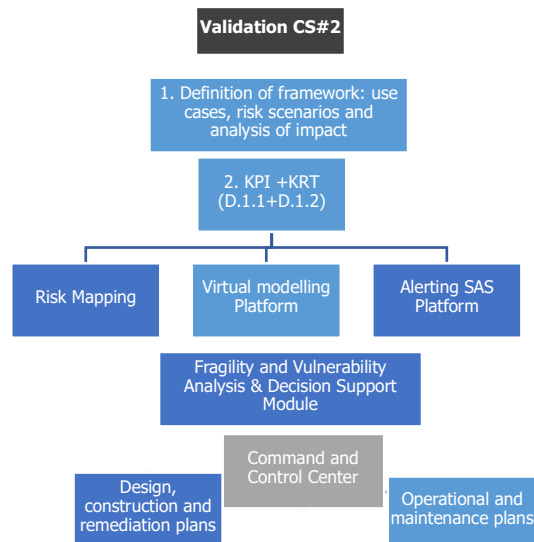 Validation CS#2
1. Definition of framework: use
cases, risk scenarios and
analysis of impact
2. KPI +KRT
(D.1.1+D.1.2)
Risk Mapping
Virtual modelling
Platform
Alerting SAS
Platform
Fragility and Vulnerability
Analysis & Decision Support
Module
Command and
Control Center
Design,
construction and
remediation plans
Operational and
maintenance plans